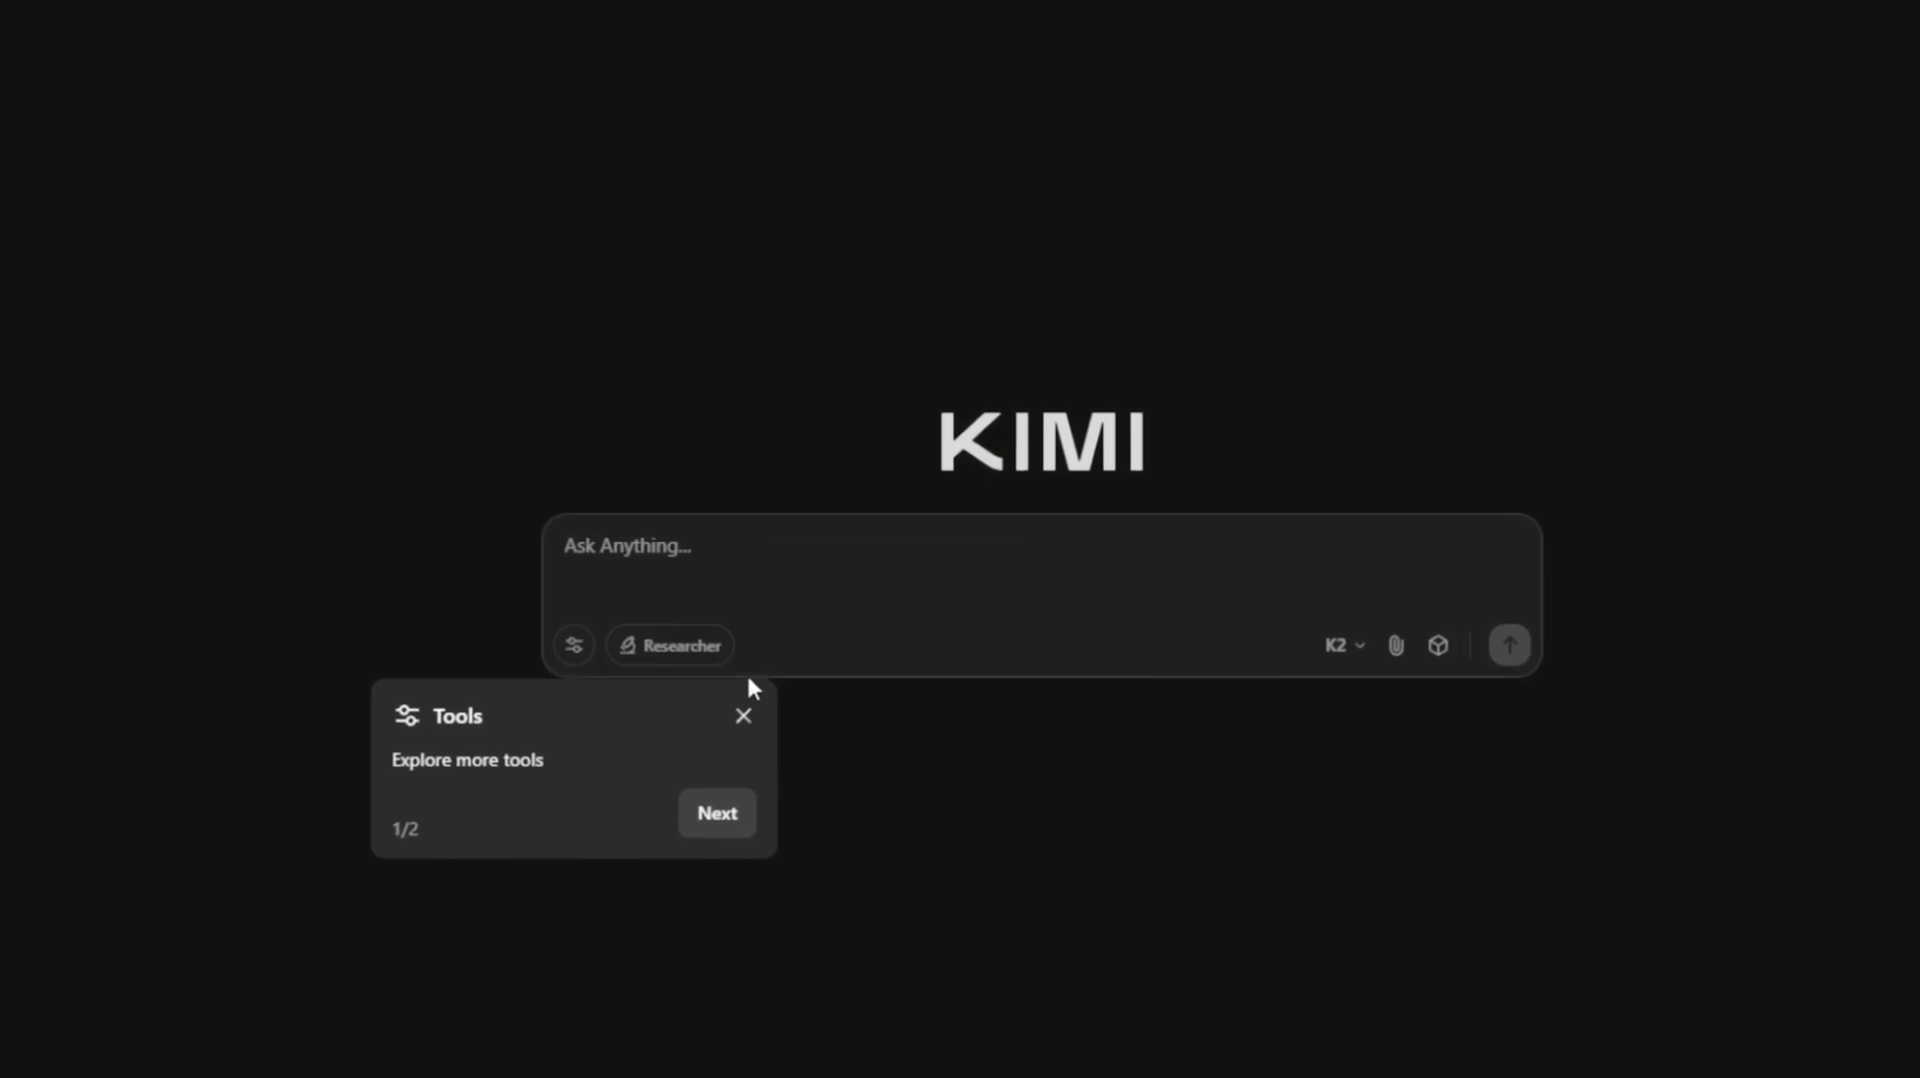 KIMI
Ask Anything...
Researcher
K2
Tools
Explore more tools
1/2
Next